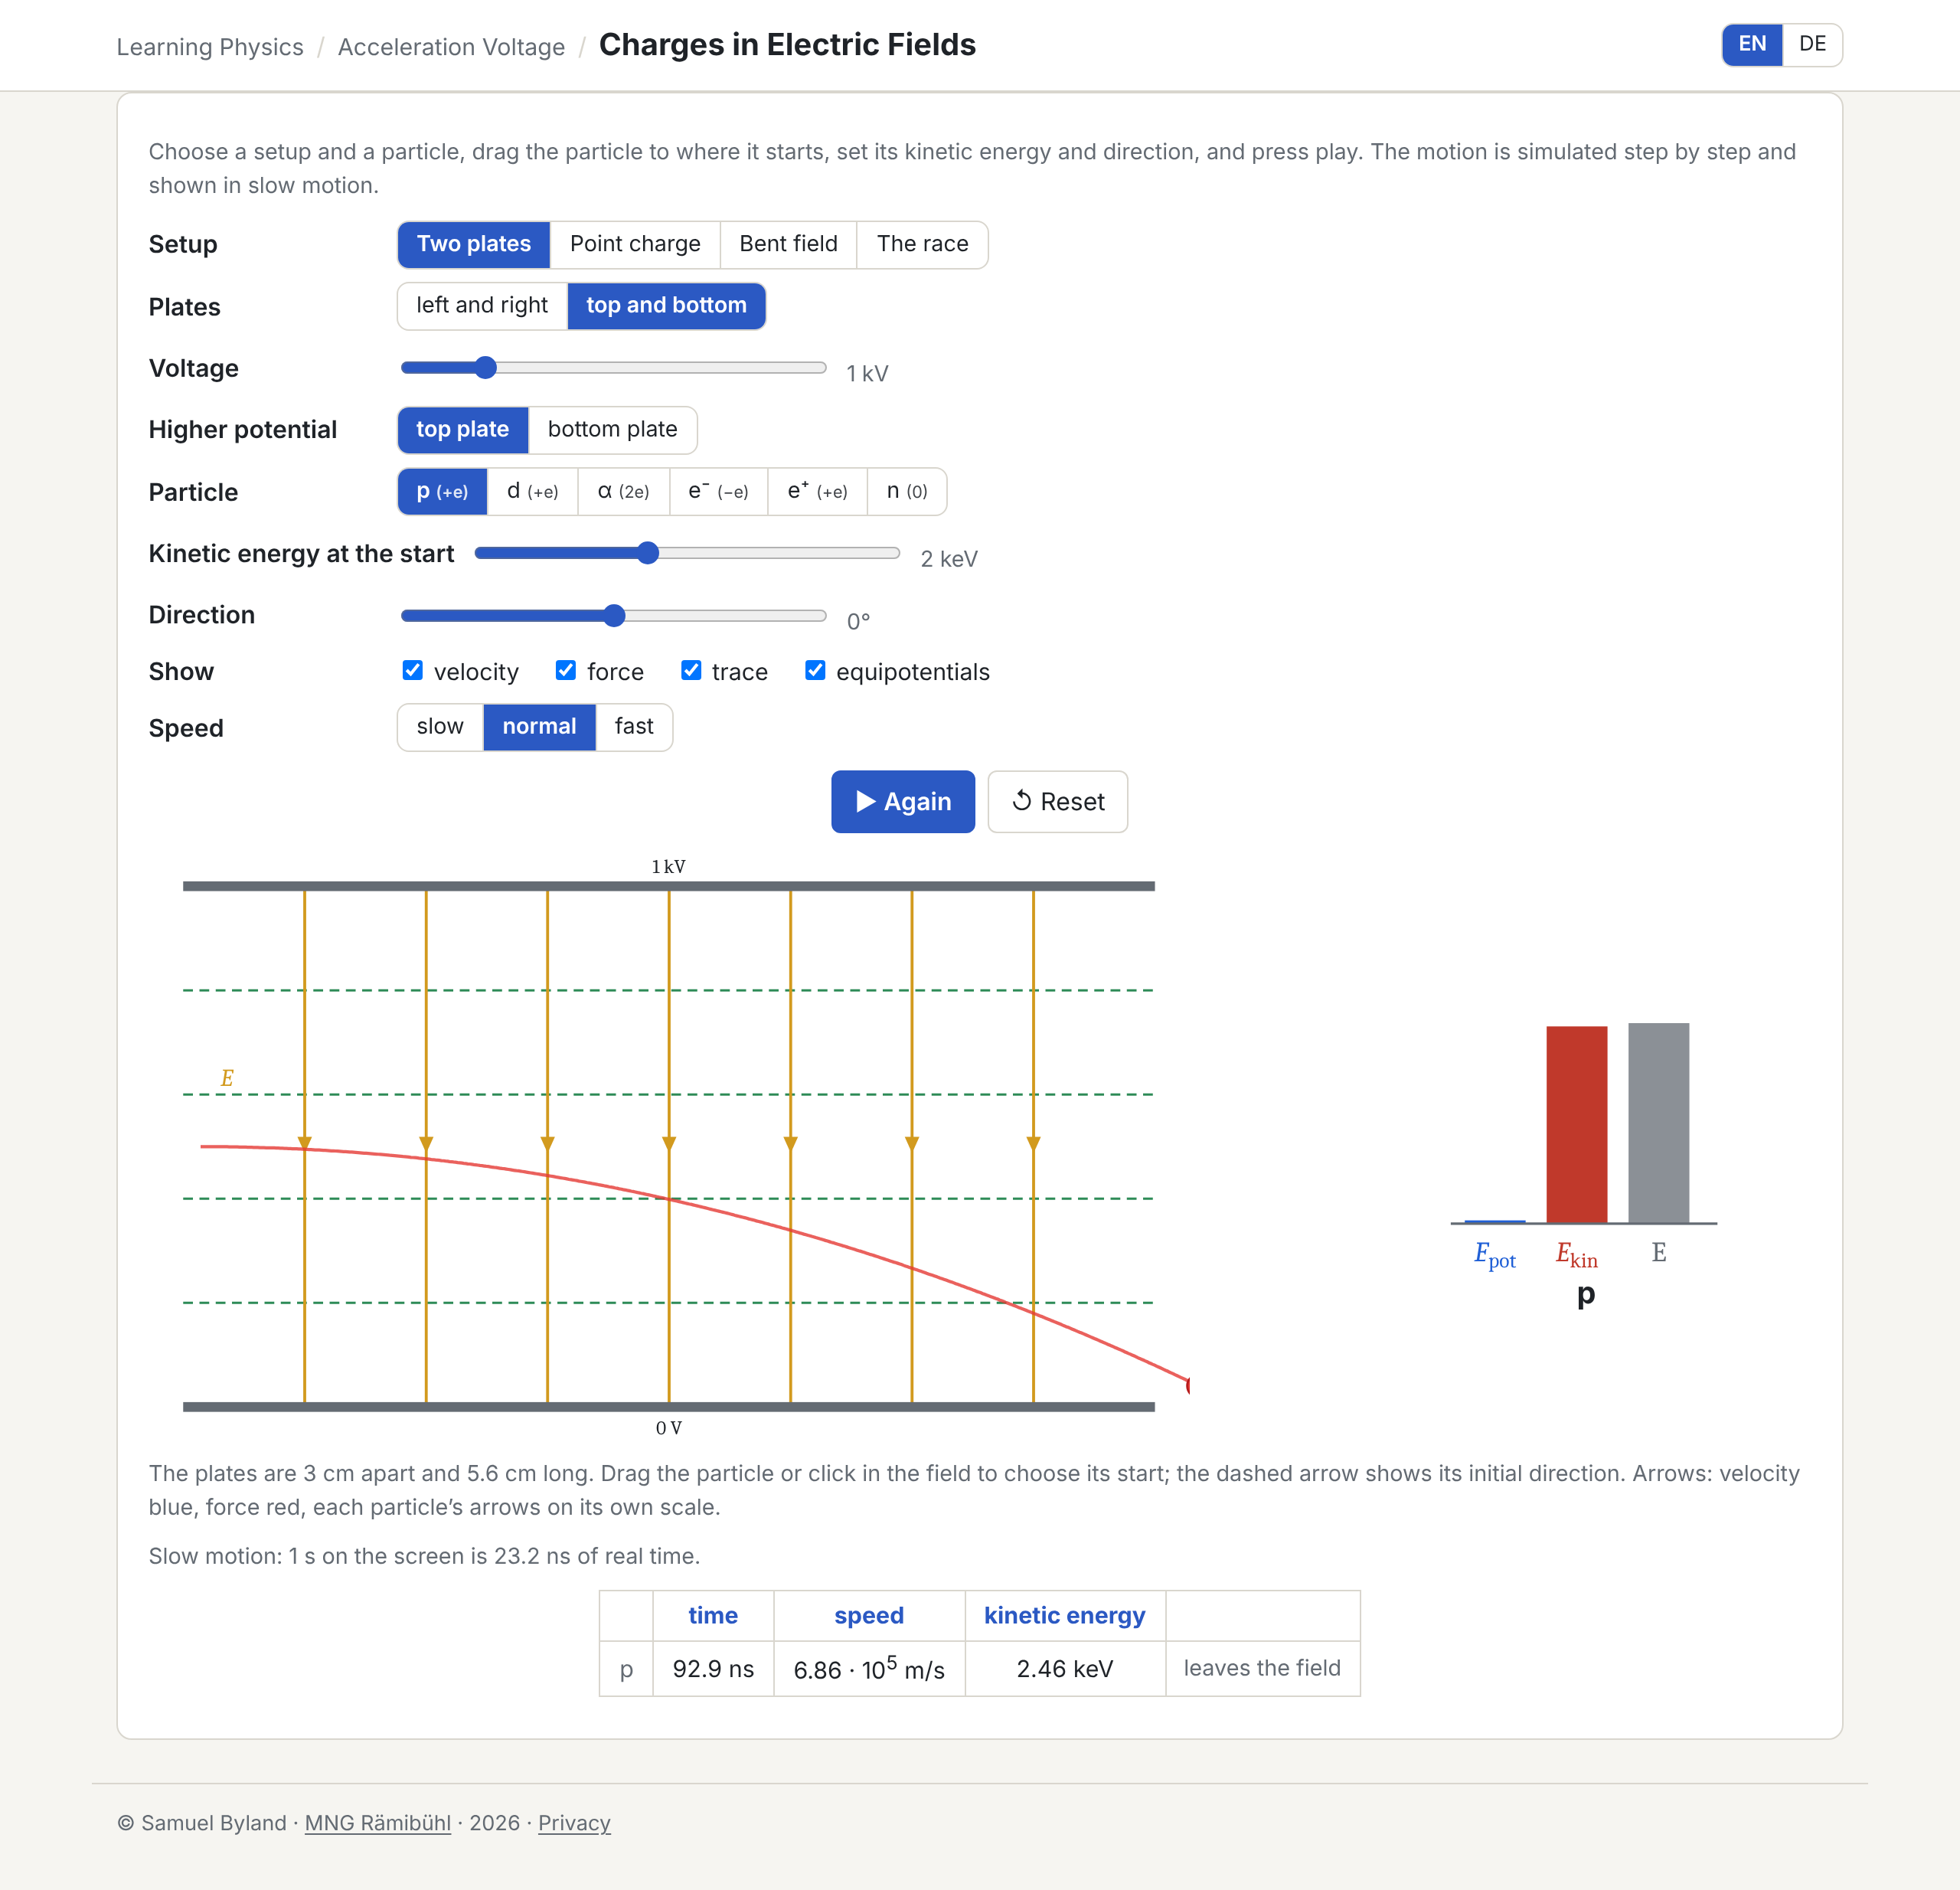 Learning Physics / Acceleration Voltage / Charges in Electric Fields
EN DE
Choose a setup and a particle, drag the particle to where it starts, set its kinetic energy and direction, and press play. The motion is simulated step by step and
shown in slow motion.
Setup Two plates Point charge Bent field The race
Plates left and right top and bottom
Voltage 1 kV
Higher potential top plate bottom plate
Particle p (+e) d (+e) α (2e) e⁻ (−e) e⁺ (+e) n (0)
Kinetic energy at the start 2 keV
Direction 0°
Show velocity force trace equipotentials
Speed slow normal fast
▶ Again ↺ Reset
1 kV
E
E_pot E_kin E
p
0 V
The plates are 3 cm apart and 5.6 cm long. Drag the particle or click in the field to choose its start; the dashed arrow shows its initial direction. Arrows: velocity
blue, force red, each particle’s arrows on its own scale.
Slow motion: 1 s on the screen is 23.2 ns of real time.
time speed kinetic energy
p 92.9 ns 6.86 · 10⁵ m/s 2.46 keV leaves the field
© Samuel Byland · MNG Rämibühl · 2026 · Privacy